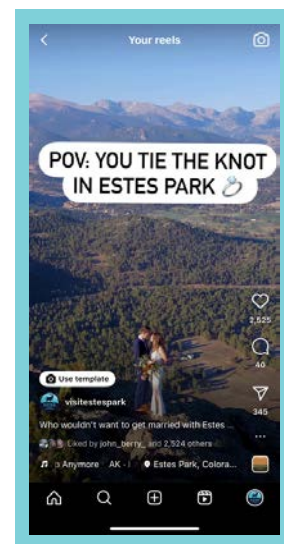 Your reels
POV: YOU TIE THE KNOT
IN ESTES PARK 💍
2,525
40
345
Use template
visitestespark
Who wouldn't want to get married with Estes ...
Liked by john_berry_ and 2,524 others
Anymore AK - Estes Park, Colora...